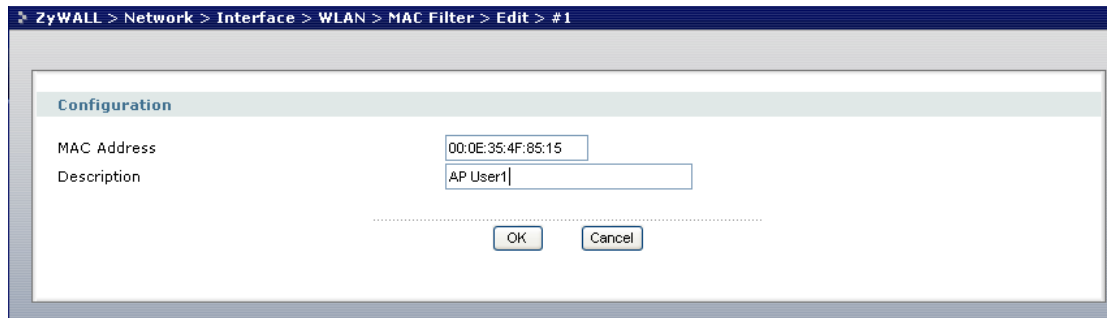 ZyWALL > Network > Interface > WLAN > MAC Filter > Edit > #1
Configuration
MAC Address 00:0E:35:4F:85:15
Description AP User1
OK Cancel